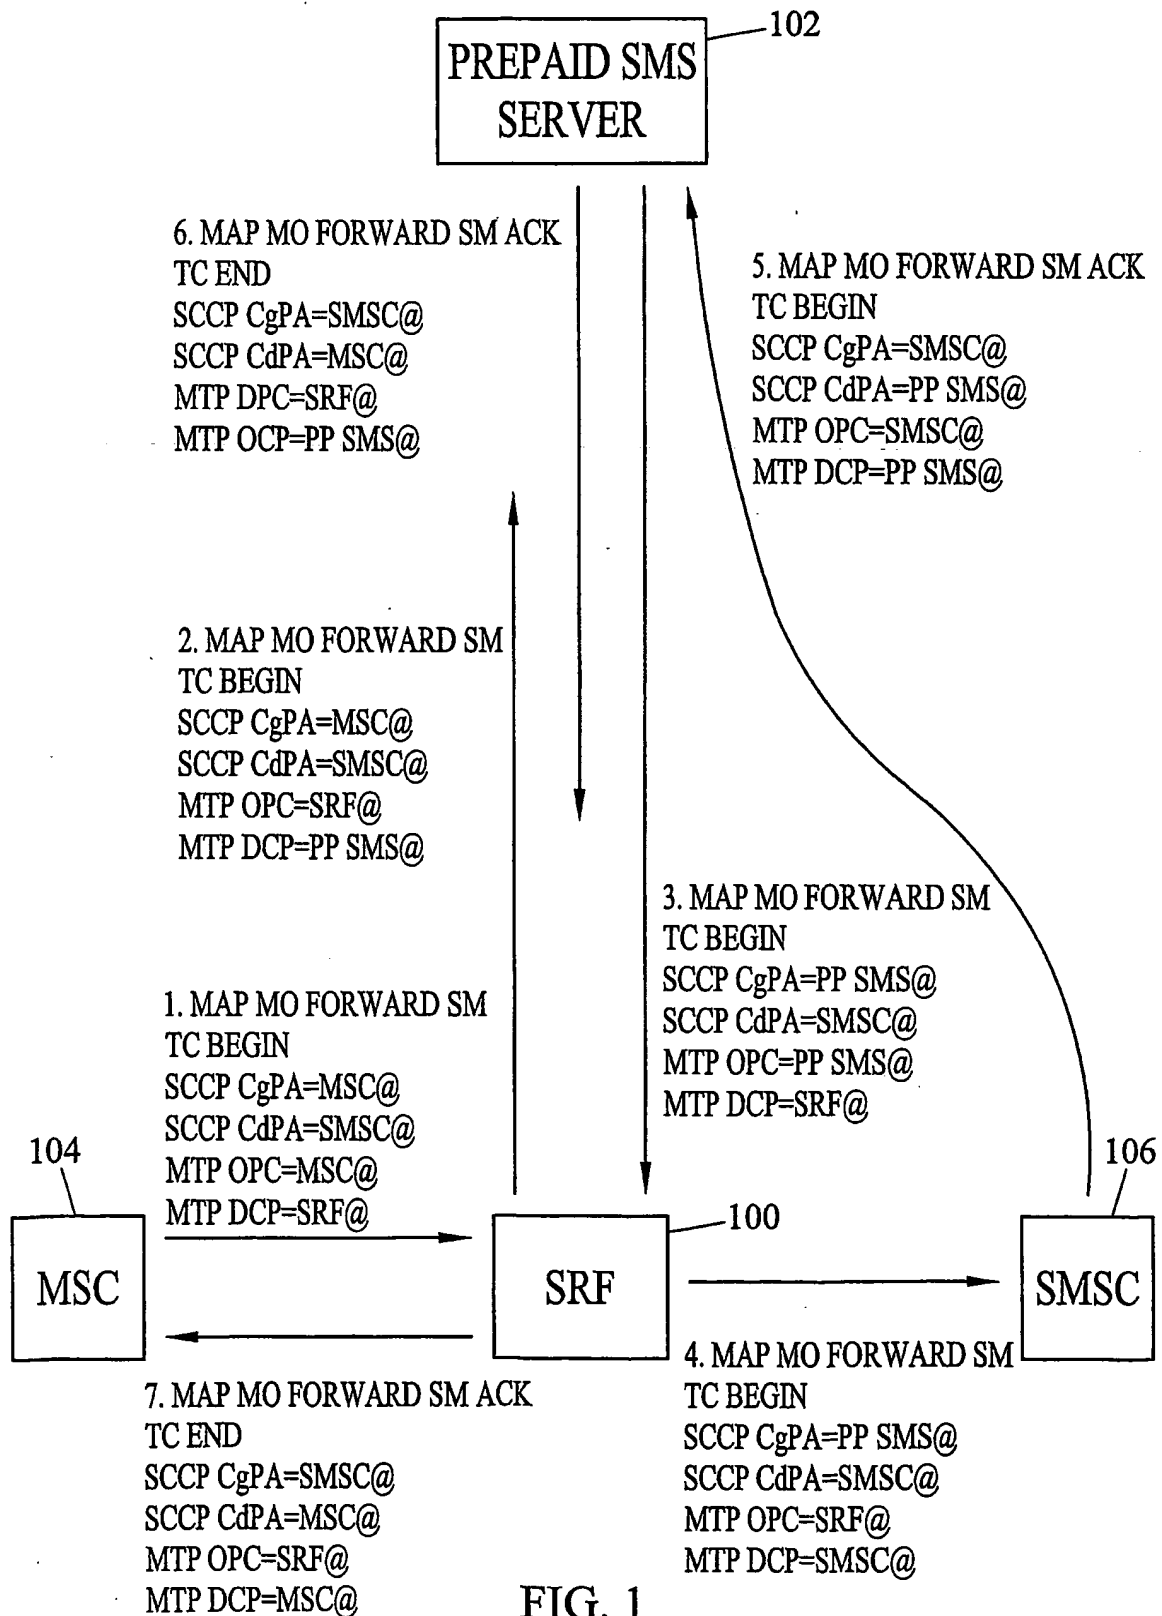 102
PREPAID SMS
SERVER
6. MAP MO FORWARD SM ACK
TC END
SCCP CgPA=SMSC@
SCCP CdPA=MSC@
MTP DPC=SRF@
MTP OCP=PP SMS@
5. MAP MO FORWARD SM ACK
TC BEGIN
SCCP CgPA=SMSC@
SCCP CdPA=PP SMS@
MTP OPC=SMSC@
MTP DCP=PP SMS@
2. MAP MO FORWARD SM
TC BEGIN
SCCP CgPA=MSC@
SCCP CdPA=SMSC@
MTP OPC=SRF@
MTP DCP=PP SMS@
3. MAP MO FORWARD SM
TC BEGIN
SCCP CgPA=PP SMS@
SCCP CdPA=SMSC@
MTP OPC=PP SMS@
MTP DCP=SRF@
1. MAP MO FORWARD SM
TC BEGIN
SCCP CgPA=MSC@
SCCP CdPA=SMSC@
MTP OPC=MSC@
MTP DCP=SRF@
104
MSC
100
SRF
106
SMSC
4. MAP MO FORWARD SM
TC BEGIN
SCCP CgPA=PP SMS@
SCCP CdPA=SMSC@
MTP OPC=SRF@
MTP DCP=SMSC@
7. MAP MO FORWARD SM ACK
TC END
SCCP CgPA=SMSC@
SCCP CdPA=MSC@
MTP OPC=SRF@
MTP DCP=MSC@
FIG. 1